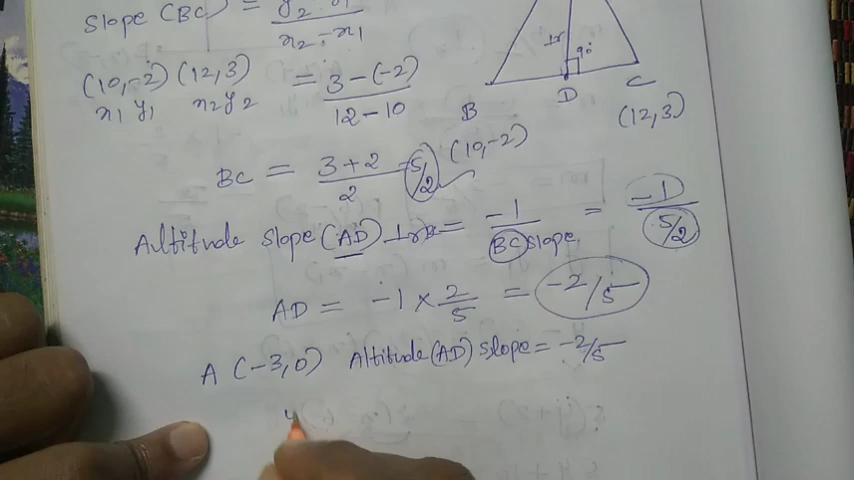 Slope (BC) = y2 - y1 / x2 - x1
(10,-2) (12,3) = 3-(-2) / 12-10
x1 y1 x2 y2
⊥r 90°
B D C
(10,-2) (12,3)
BC = 3+2 / 2 = 5/2
Altitude slope (AD) ⊥r = -1 / BC slope = -1 / 5/2
AD = -1 × 2/5 = -2/5
A (-3,0) Altitude (AD) slope = -2/5
y